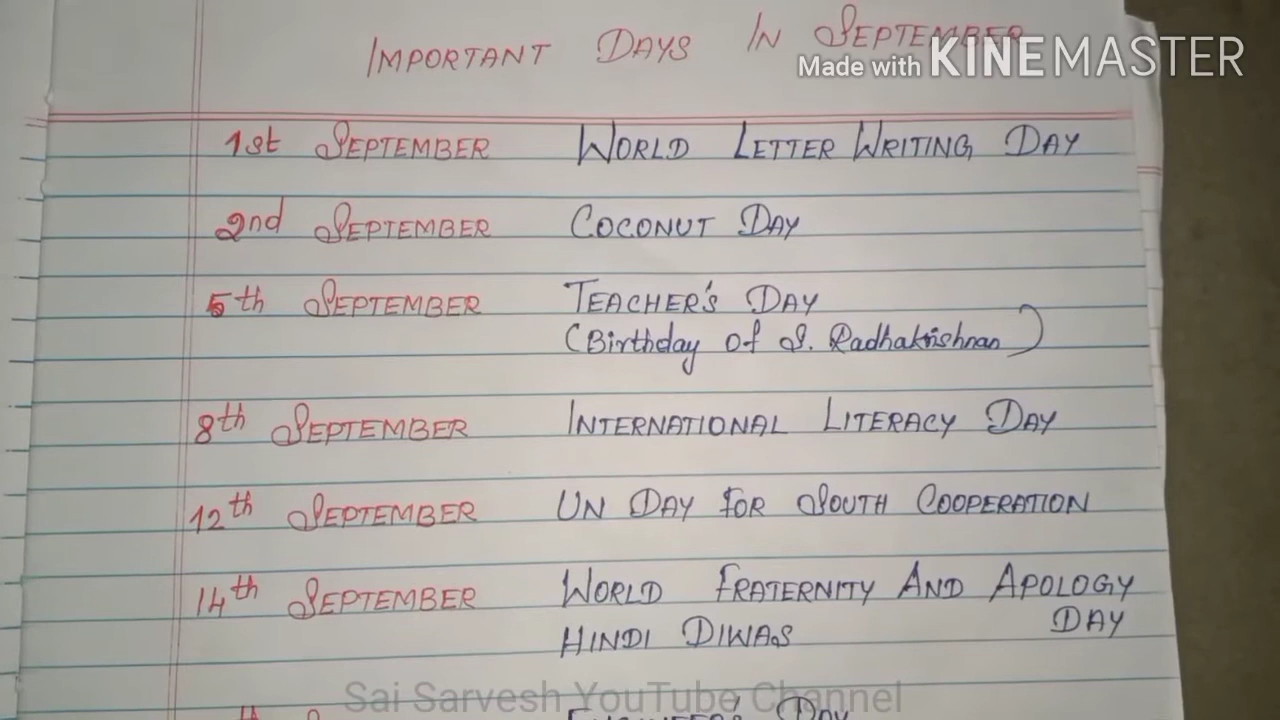 IMPORTANT DAYS IN SEPTEMBER
Made with KINEMASTER
1st SEPTEMBER WORLD LETTER WRITING DAY
2nd SEPTEMBER COCONUT DAY
5th SEPTEMBER TEACHER'S DAY
(Birthday of S. Radhakrishnan)
8th SEPTEMBER INTERNATIONAL LITERACY DAY
12th SEPTEMBER UN DAY FOR SOUTH COOPERATION
14th SEPTEMBER WORLD FRATERNITY AND APOLOGY
DAY
HINDI DIWAS
Sai Sarvesh YouTube Channel
ENGINEERS' DAY